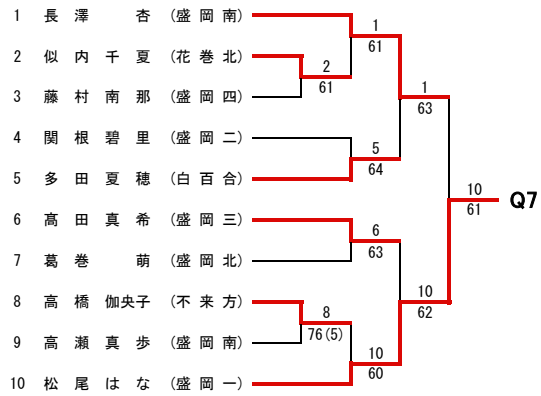 1 長澤 杏 (盛岡南)
2 似内千夏 (花巻北)
3 藤村南那 (盛岡四)
4 関根碧里 (盛岡二)
5 多田夏穂 (白百合)
6 髙田真希 (盛岡三)
7 葛巻 萌 (盛岡北)
8 高橋伽央子 (不来方)
9 高瀬真歩 (盛岡南)
10 松尾はな (盛岡一)
2
61
8
76(5)
1
61
5
64
6
63
10
60
1
63
10
62
10
61
Q7